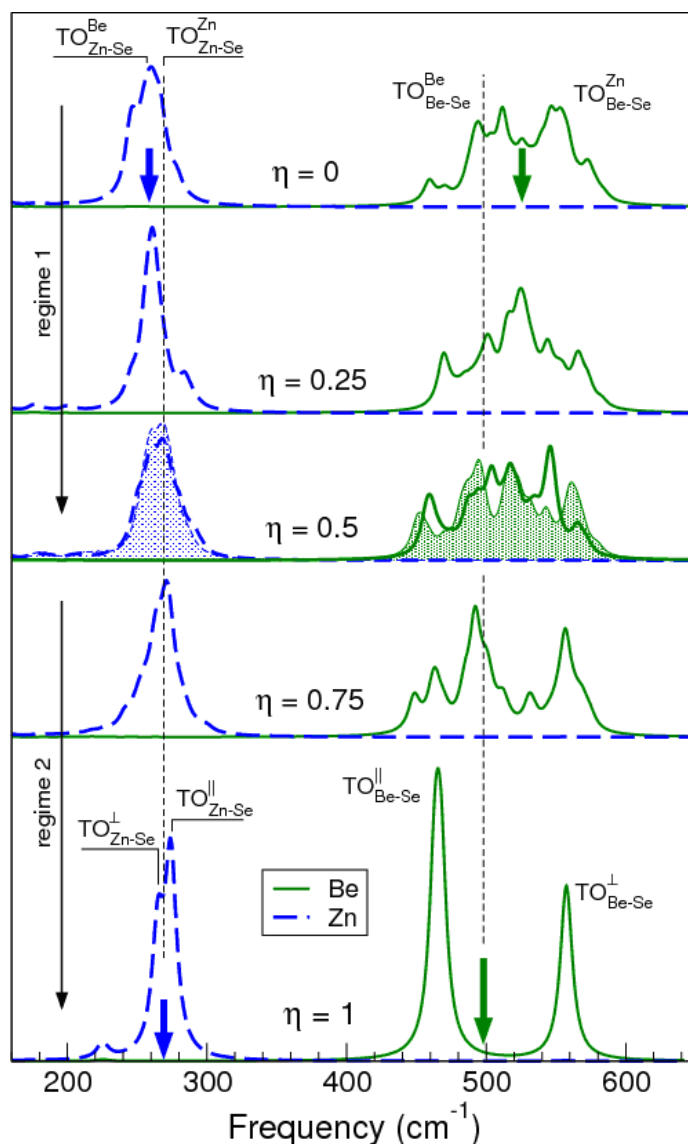 TO^Be_Zn-Se TO^Zn_Zn-Se
TO^Be_Be-Se TO^Zn_Be-Se
η = 0
regime 1
η = 0.25
η = 0.5
η = 0.75
regime 2
TO^||_Be-Se
TO^⊥_Zn-Se TO^||_Zn-Se
TO^⊥_Be-Se
Be
Zn
η = 1
200 300 400 500 600
Frequency (cm⁻¹)